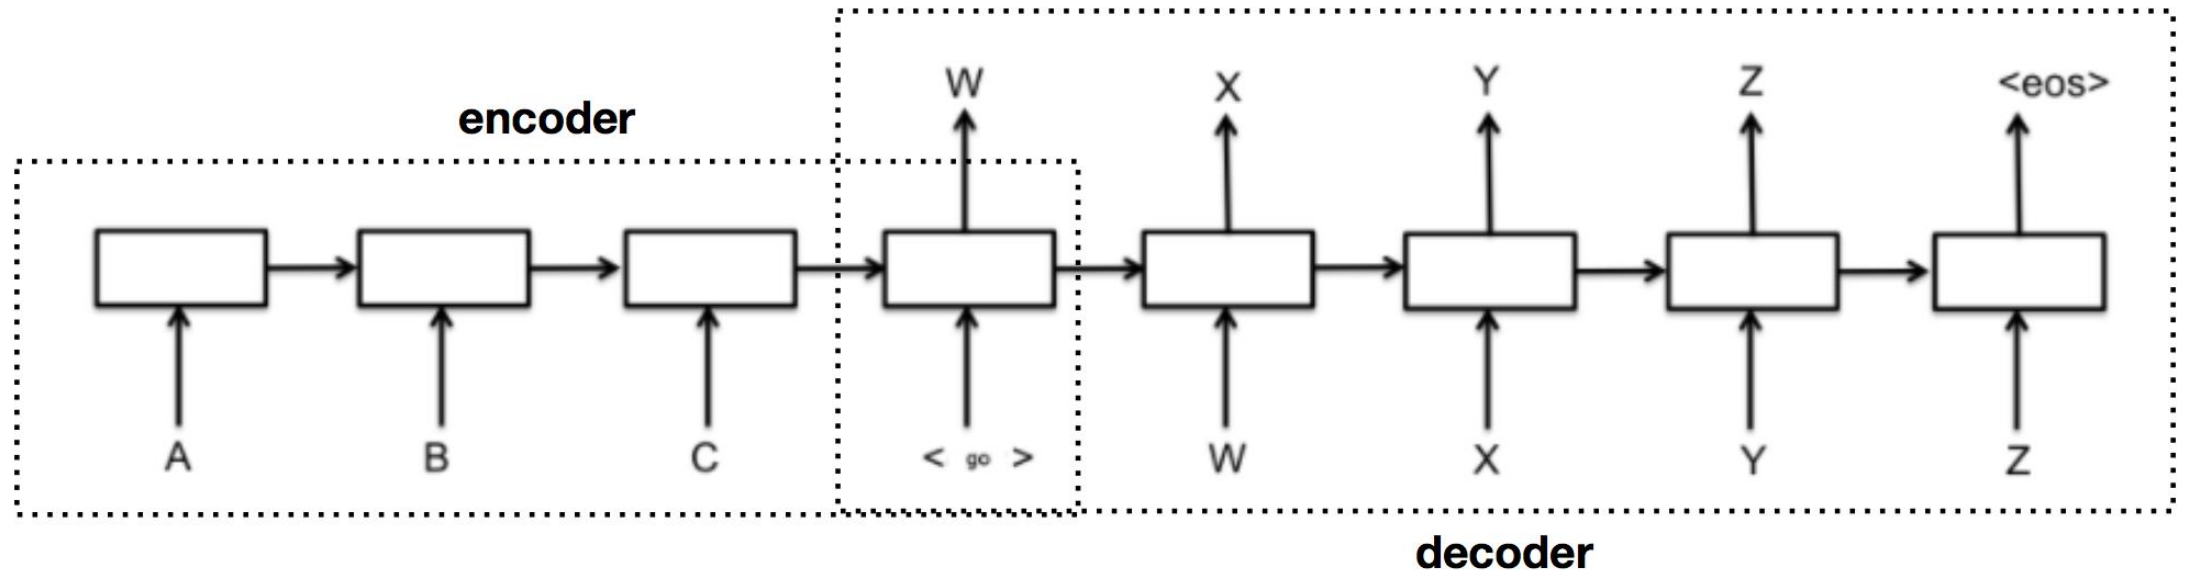 W X Y Z <eos>
encoder
A B C < go > W X Y Z
decoder